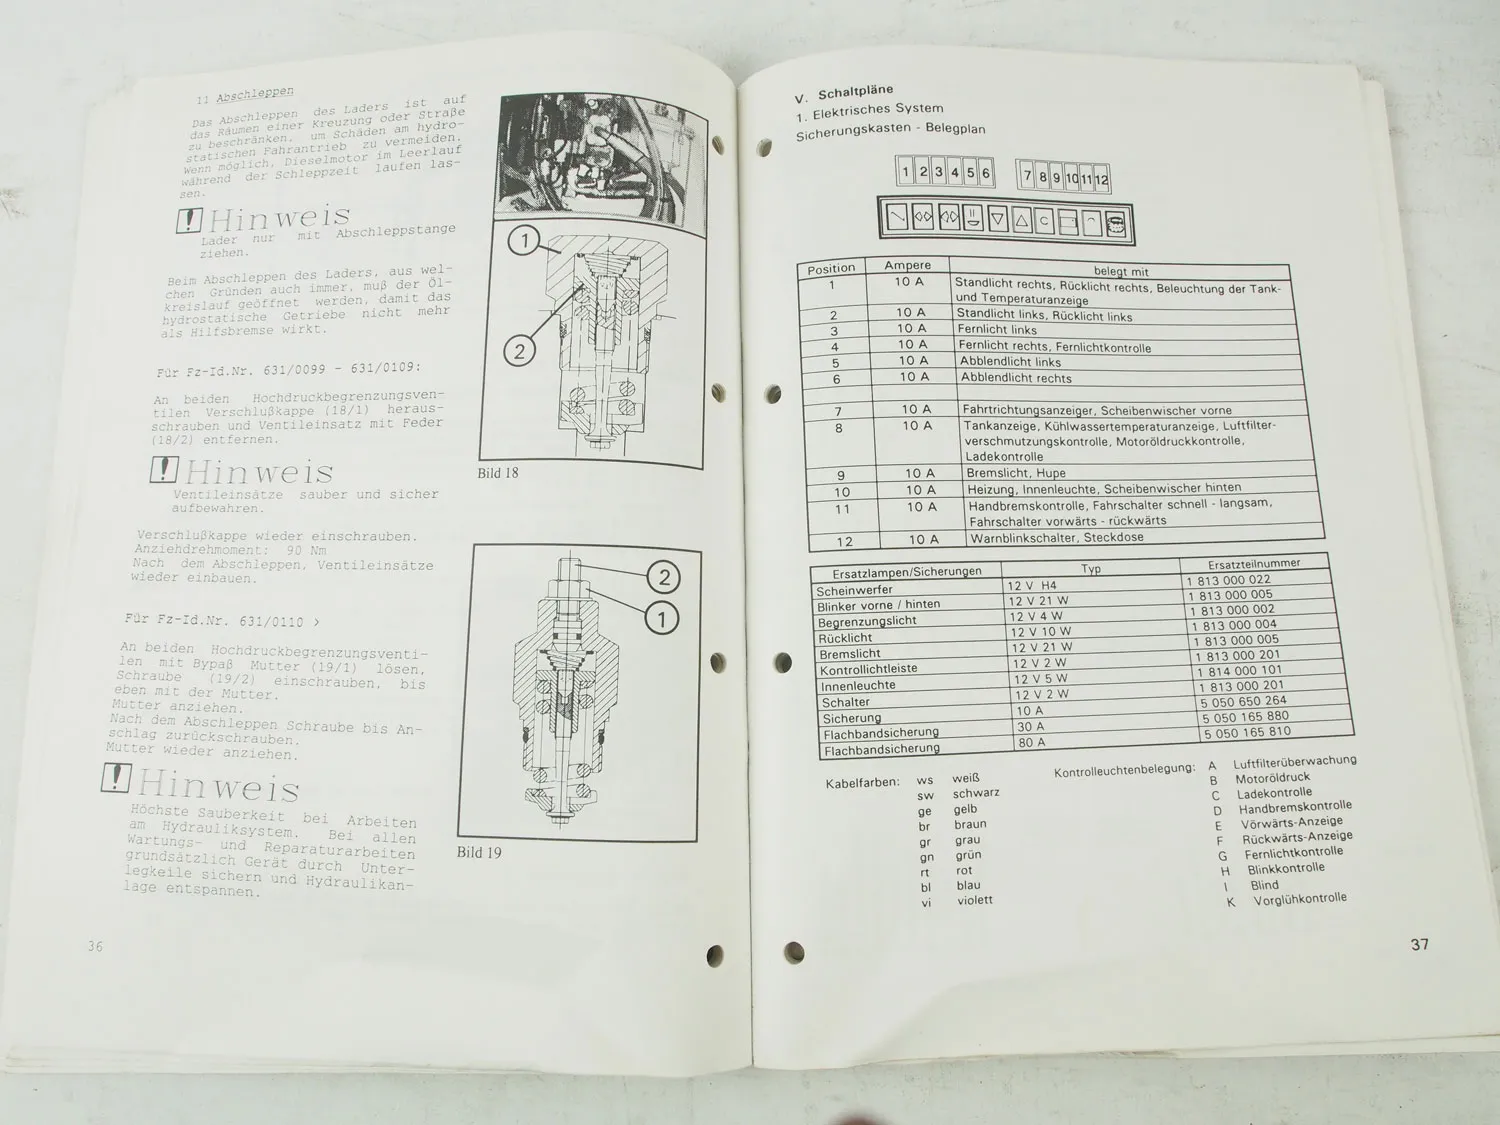 11 Abschleppen
Das Abschleppen des Laders ist auf
das Räumen einer Kreuzung oder Straße
zu beschränken, um Schäden am hydro-
statischen Fahrantrieb zu vermeiden.
Wenn möglich, Dieselmotor im Leerlauf
während der Schleppzeit laufen las-
sen.
! Hinweis
Lader nur mit Abschleppstange
ziehen.
Beim Abschleppen des Laders, aus wel-
chen Gründen auch immer, muß der Öl-
kreislauf geöffnet werden, damit das
hydrostatische Getriebe nicht mehr
als Hilfsbremse wirkt.
Für Fz-Id.Nr. 631/0099 - 631/0109:
An beiden Hochdruckbegrenzungsven-
tilen Verschlußkappe (18/1) heraus-
schrauben und Ventileinsatz mit Feder
(18/2) entfernen.
! Hinweis
Ventileinsätze sauber und sicher
aufbewahren.
Verschlußkappe wieder einschrauben.
Anziehdrehmoment: 90 Nm
Nach dem Abschleppen, Ventileinsätze
wieder einbauen.
Für Fz-Id.Nr. 631/0110 >
An beiden Hochdruckbegrenzungsventi-
len mit Bypaß Mutter (19/1) lösen,
Schraube (19/2) einschrauben, bis
eben mit der Mutter.
Mutter anziehen.
Nach dem Abschleppen Schraube bis An-
schlag zurückschrauben.
Mutter wieder anziehen.
! Hinweis
Höchste Sauberkeit bei Arbeiten
am Hydrauliksystem. Bei allen
Wartungs- und Reparaturarbeiten
grundsätzlich Gerät durch Unter-
legkeile sichern und Hydraulikan-
lage entspannen.
36
1
2
Bild 18
2
1
Bild 19
V. Schaltpläne
1. Elektrisches System
Sicherungskasten - Belegplan
1 2 3 4 5 6 7 8 9 10 11 12
Position Ampere belegt mit
1 10 A Standlicht rechts, Rücklicht rechts, Beleuchtung der Tank-
und Temperaturanzeige
2 10 A Standlicht links, Rücklicht links
3 10 A Fernlicht links
4 10 A Fernlicht rechts, Fernlichtkontrolle
5 10 A Abblendlicht links
6 10 A Abblendlicht rechts
7 10 A Fahrtrichtungsanzeiger, Scheibenwischer vorne
8 10 A Tankanzeige, Kühlwassertemperaturanzeige, Luftfilter-
verschmutzungskontrolle, Motoröldruckkontrolle,
Ladekontrolle
9 10 A Bremslicht, Hupe
10 10 A Heizung, Innenleuchte, Scheibenwischer hinten
11 10 A Handbremskontrolle, Fahrschalter schnell - langsam,
Fahrschalter vorwärts - rückwärts
12 10 A Warnblinkschalter, Steckdose
Ersatzlampen/Sicherungen Typ Ersatzteilnummer
Scheinwerfer 12 V H4 1 813 000 022
Blinker vorne / hinten 12 V 21 W 1 813 000 005
Begrenzungslicht 12 V 4 W 1 813 000 002
Rücklicht 12 V 10 W 1 813 000 004
Bremslicht 12 V 21 W 1 813 000 005
Kontrollichtleiste 12 V 2 W 1 813 000 201
Innenleuchte 12 V 5 W 1 814 000 101
Schalter 12 V 2 W 1 813 000 201
Sicherung 10 A 5 050 650 264
Flachbandsicherung 30 A 5 050 165 880
Flachbandsicherung 80 A 5 050 165 810
Kabelfarben: ws weiß
sw schwarz
ge gelb
br braun
gr grau
gn grün
rt rot
bl blau
vi violett
Kontrolleuchtenbelegung: A Luftfilterüberwachung
B Motoröldruck
C Ladekontrolle
D Handbremskontrolle
E Vörwärts-Anzeige
F Rückwärts-Anzeige
G Fernlichtkontrolle
H Blinkkontrolle
I Blind
K Vorglühkontrolle
37